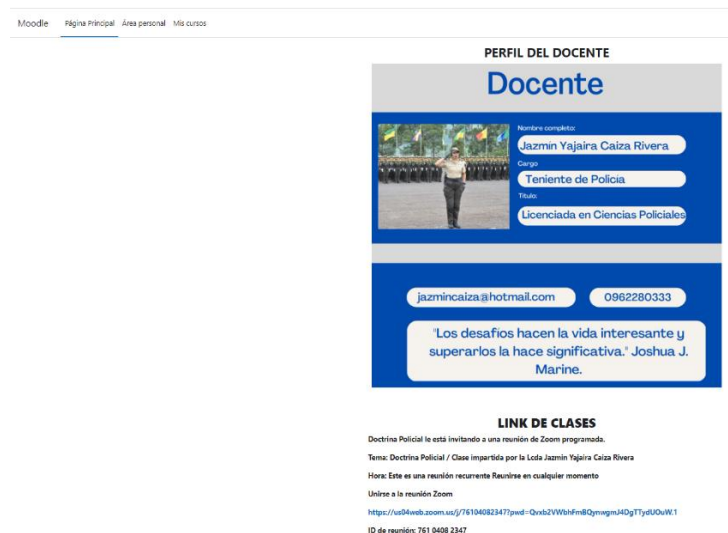 Moodle Página Principal Área personal Mis cursos
PERFIL DEL DOCENTE
Docente
Nombre completo:
Jazmin Yajaira Caiza Rivera
Cargo
Teniente de Policía
Titulo:
Licenciada en Ciencias Policiales
jazmincaiza@hotmail.com 0962280333
"Los desafíos hacen la vida interesante y
superarlos la hace significativa." Joshua J.
Marine.
LINK DE CLASES
Doctrina Policial le está invitando a una reunión de Zoom programada.
Tema: Doctrina Policial / Clase impartida por la Lcda Jazmin Yajaira Caiza Rivera
Hora: Este es una reunión recurrente Reunirse en cualquier momento
Unirse a la reunión Zoom
https://us04web.zoom.us/j/76104082347?pwd=Qvxb2VWbhFmBQynwgmJ4DgTTydUOuW.1
ID de reunión: 761 0408 2347